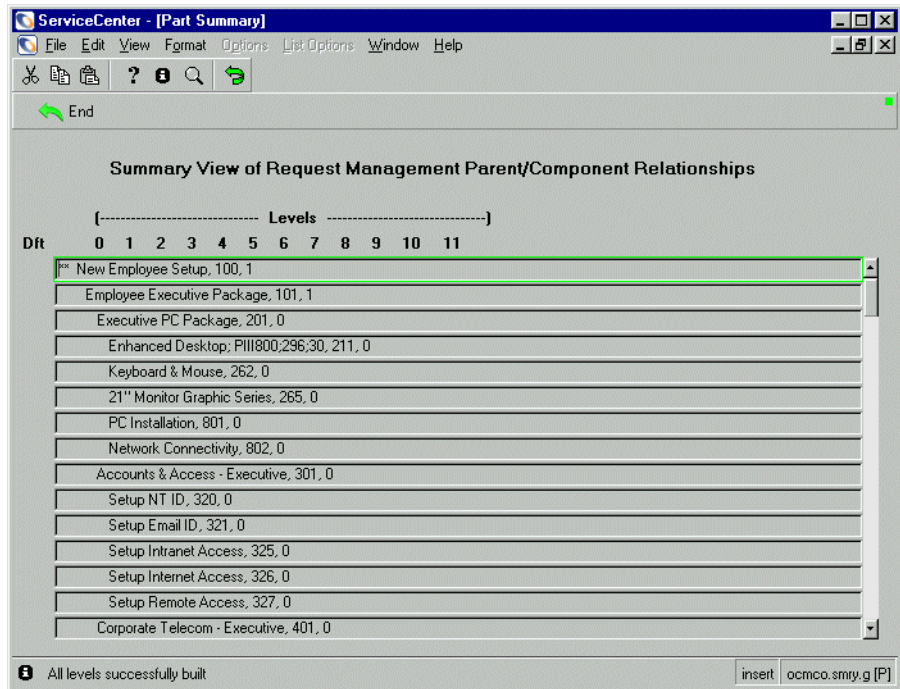 ServiceCenter - [Part Summary]
File Edit View Format Options List Options Window Help
End
Summary View of Request Management Parent/Component Relationships
(------------------------------ Levels ------------------------------)
Dft 0 1 2 3 4 5 6 7 8 9 10 11
** New Employee Setup, 100, 1
Employee Executive Package, 101, 1
Executive PC Package, 201, 0
Enhanced Desktop; PIII800;296;30, 211, 0
Keyboard & Mouse, 262, 0
21" Monitor Graphic Series, 265, 0
PC Installation, 801, 0
Network Connectivity, 802, 0
Accounts & Access - Executive, 301, 0
Setup NT ID, 320, 0
Setup Email ID, 321, 0
Setup Intranet Access, 325, 0
Setup Internet Access, 326, 0
Setup Remote Access, 327, 0
Corporate Telecom - Executive, 401, 0
All levels successfully built insert ocmco.smry.g [P]